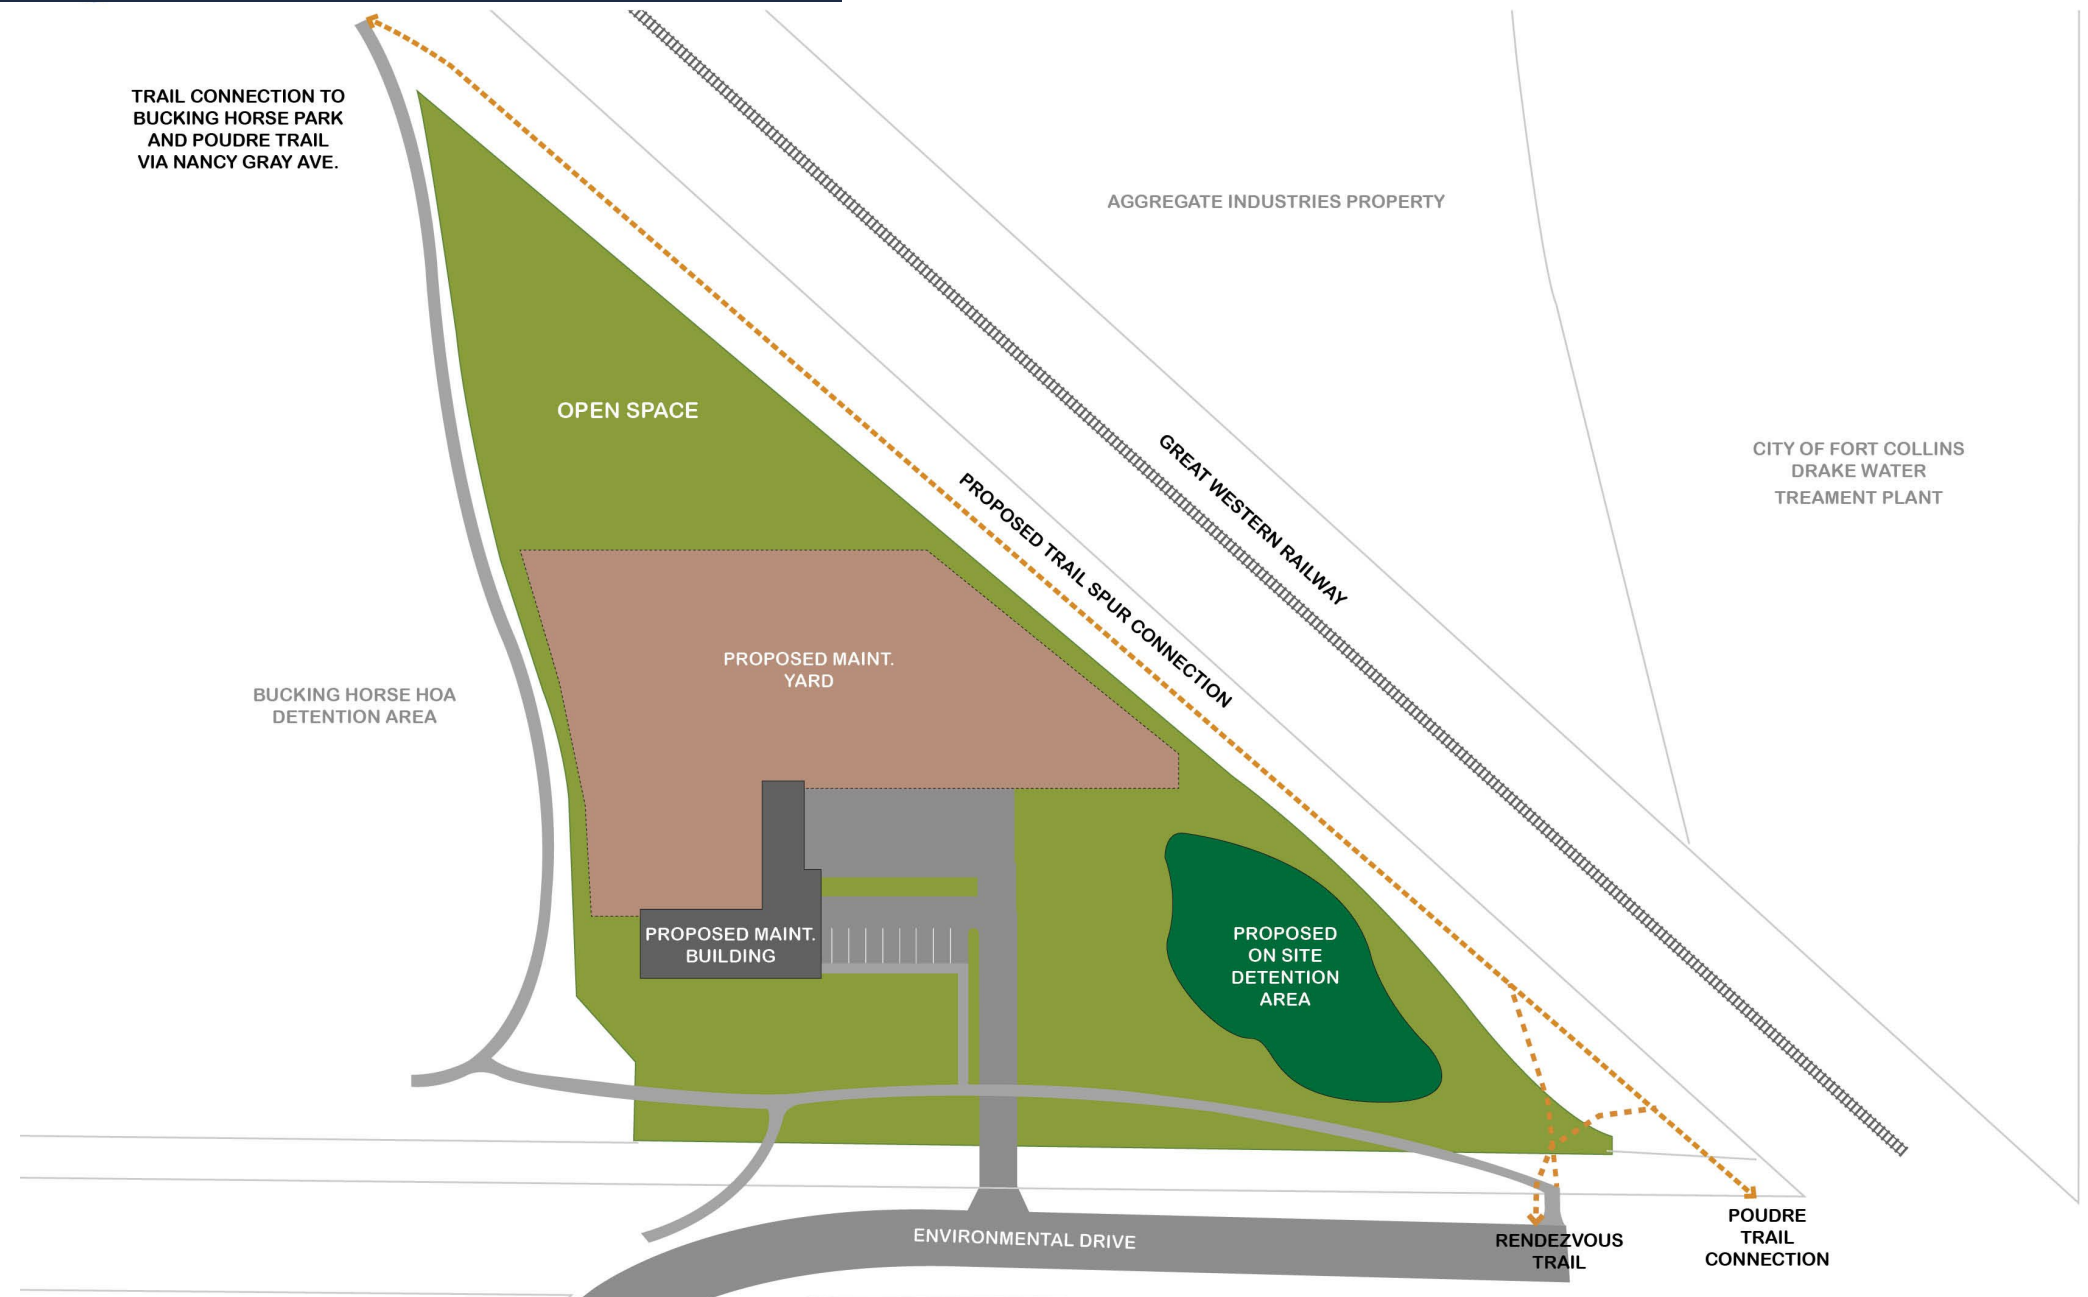 TRAIL CONNECTION TO
BUCKING HORSE PARK
AND POUDRE TRAIL
VIA NANCY GRAY AVE.
AGGREGATE INDUSTRIES PROPERTY
OPEN SPACE
CITY OF FORT COLLINS
DRAKE WATER
TREAMENT PLANT
GREAT WESTERN RAILWAY
PROPOSED TRAIL SPUR CONNECTION
PROPOSED MAINT.
YARD
BUCKING HORSE HOA
DETENTION AREA
PROPOSED MAINT.
BUILDING
PROPOSED
ON SITE
DETENTION
AREA
ENVIRONMENTAL DRIVE
RENDEZVOUS
TRAIL
POUDRE
TRAIL
CONNECTION